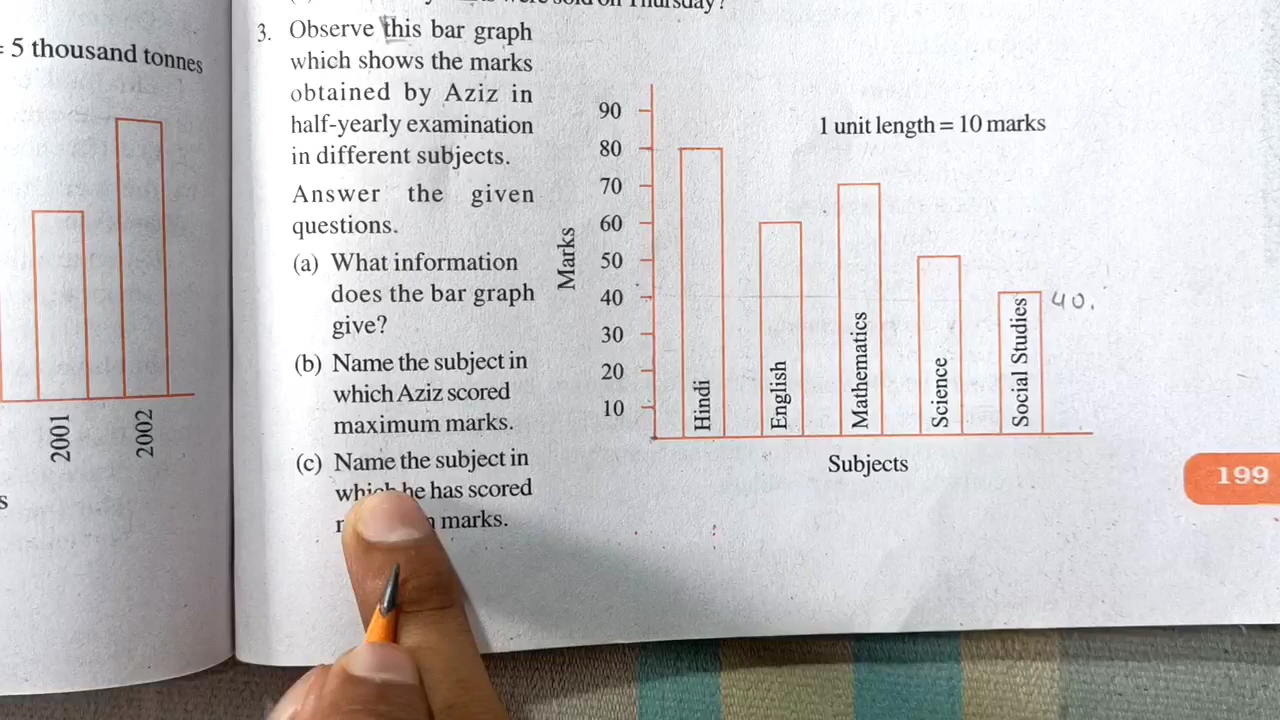 = 5 thousand tonnes
2001
2002
s
sold on Thursday?
3. Observe this bar graph
which shows the marks
obtained by Aziz in
half-yearly examination
in different subjects.
Answer the given
questions.
(a) What information
does the bar graph
give?
(b) Name the subject in
which Aziz scored
maximum marks.
(c) Name the subject in
which he has scored
marks.
1 unit length = 10 marks
Marks
90
80
70
60
50
40
30
20
10
Hindi
English
Mathematics
Science
Social Studies
40.
Subjects
199